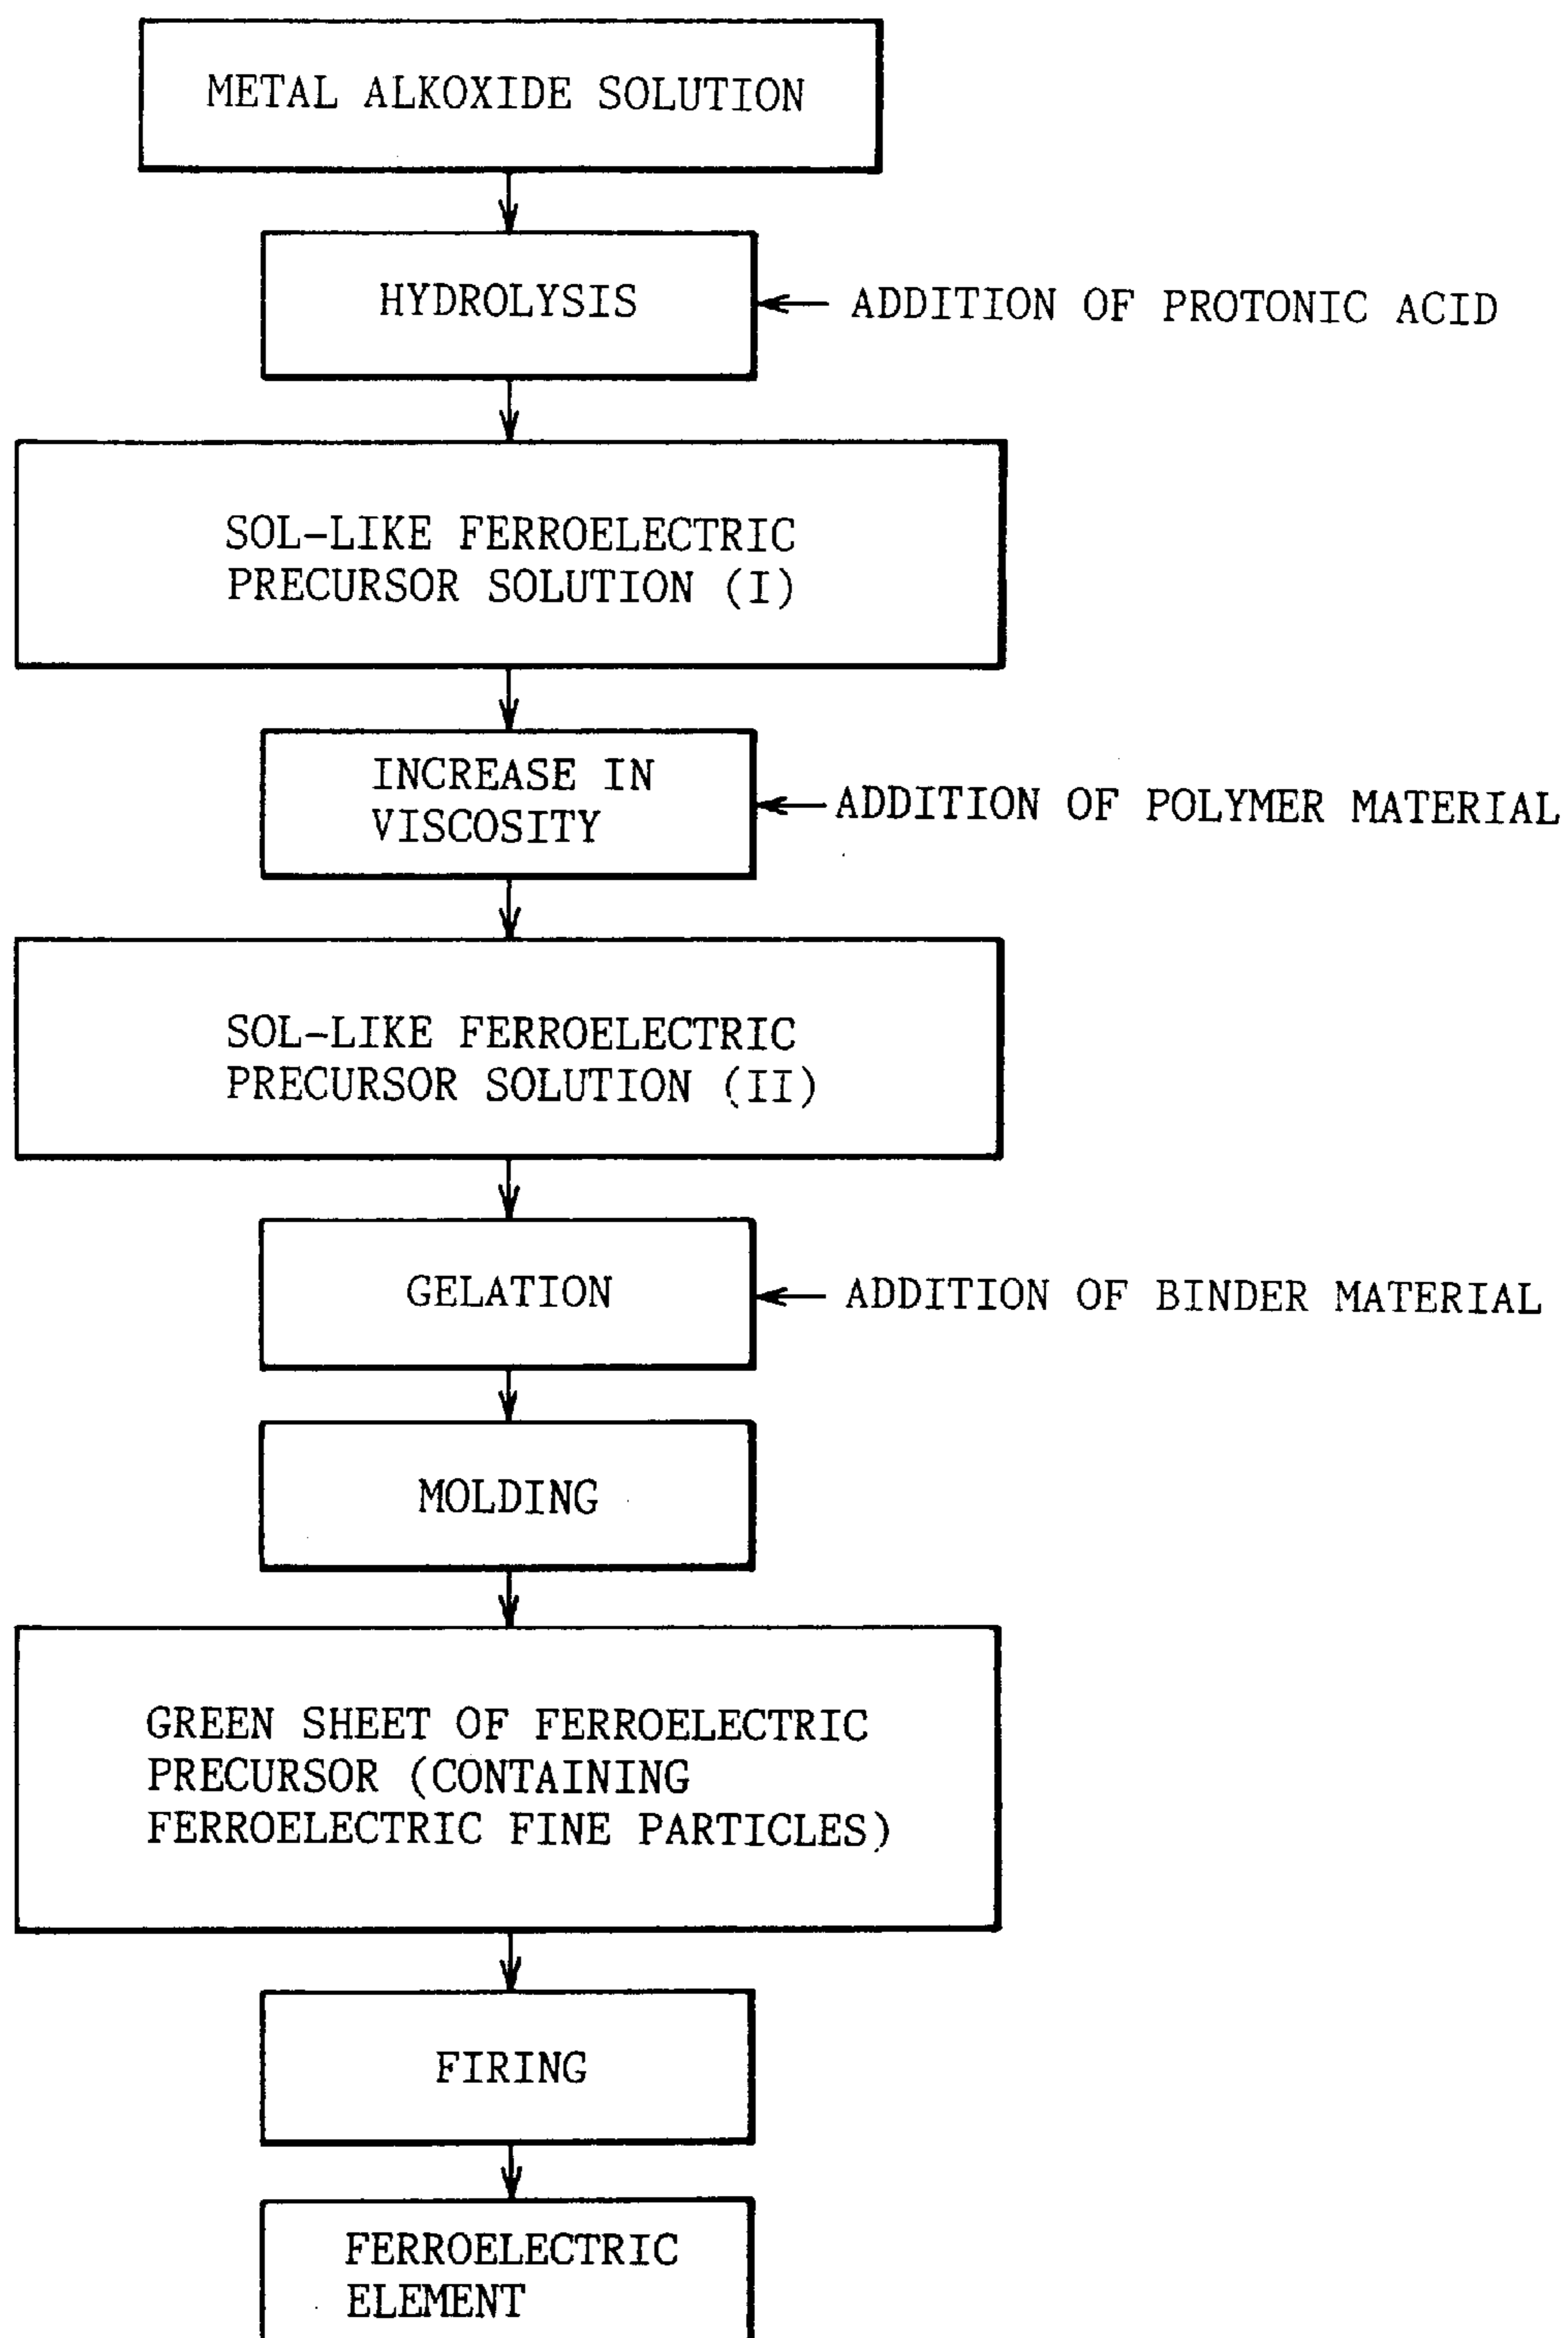 METAL ALKOXIDE SOLUTION
HYDROLYSIS
ADDITION OF PROTONIC ACID
SOL-LIKE FERROELECTRIC
PRECURSOR SOLUTION (I)
INCREASE IN
VISCOSITY
ADDITION OF POLYMER MATERIAL
SOL-LIKE FERROELECTRIC
PRECURSOR SOLUTION (II)
GELATION
ADDITION OF BINDER MATERIAL
MOLDING
GREEN SHEET OF FERROELECTRIC
PRECURSOR (CONTAINING
FERROELECTRIC FINE PARTICLES)
FIRING
FERROELECTRIC
ELEMENT